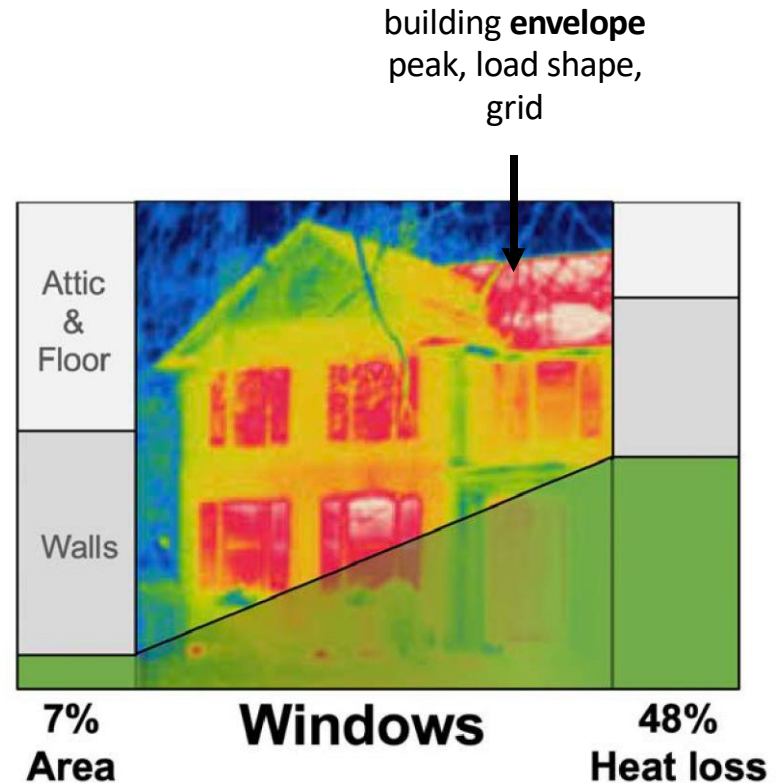 building envelope
peak, load shape,
grid
Attic
&
Floor
Walls
7%
Area
Windows
48%
Heat loss